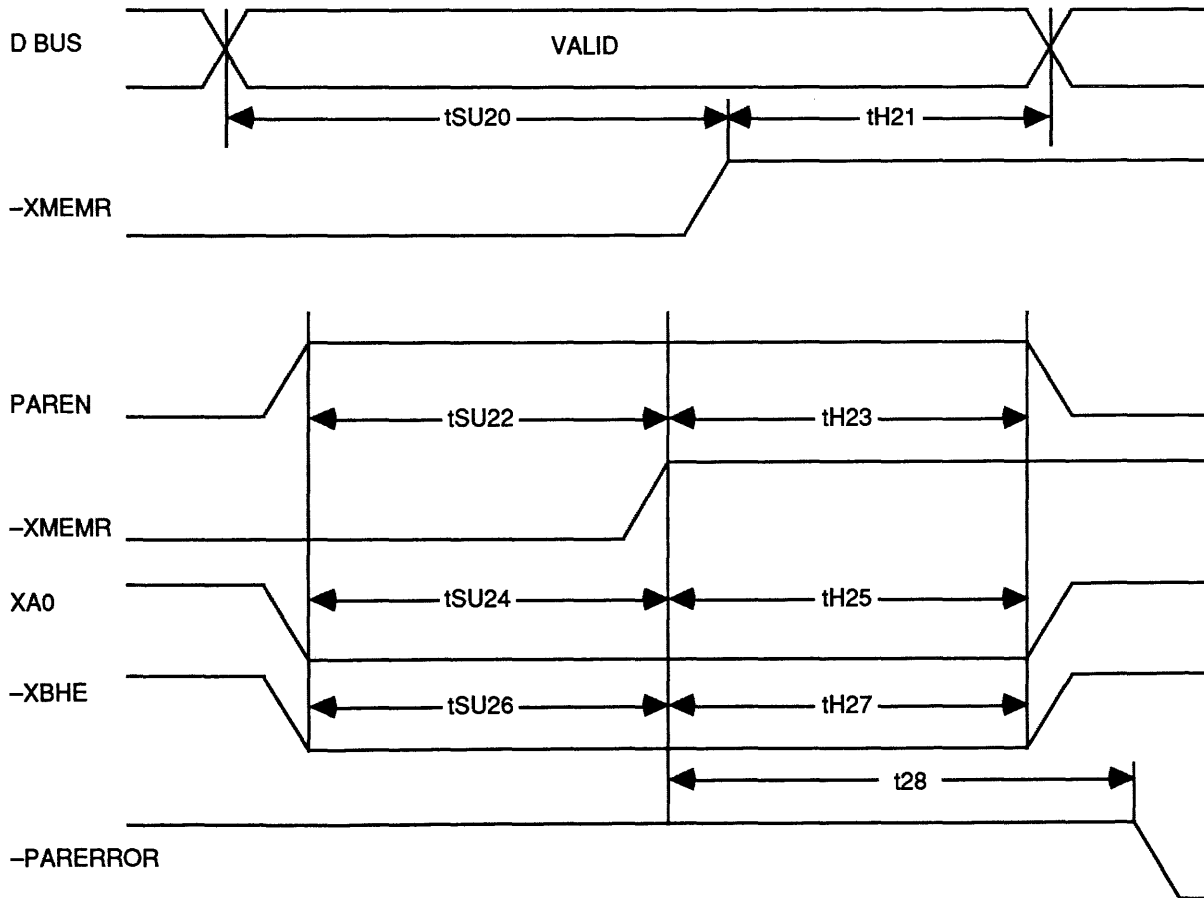 D BUS
VALID
tSU20
tH21
–XMEMR
PAREN
tSU22
tH23
–XMEMR
XA0
tSU24
tH25
–XBHE
tSU26
tH27
t28
–PARERROR